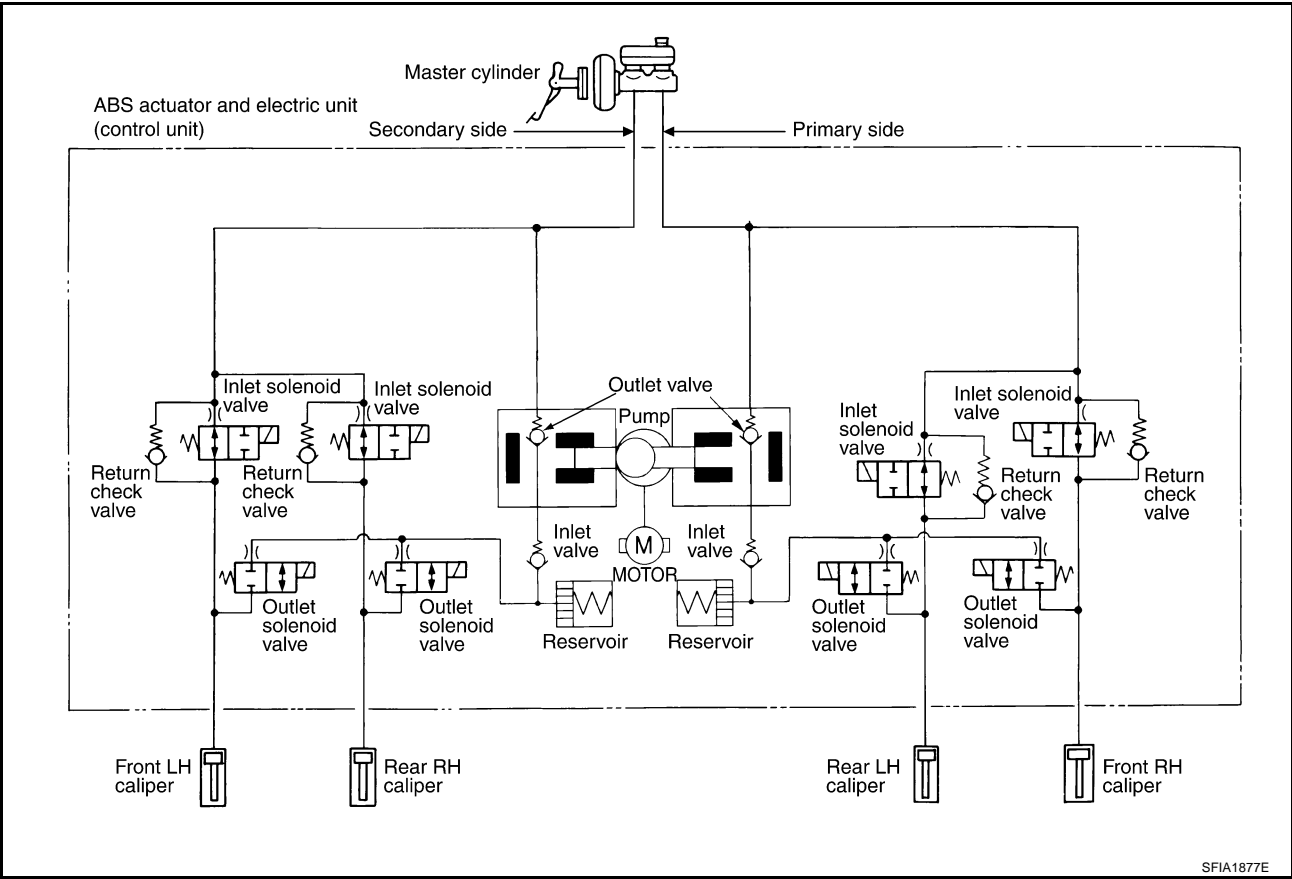 Master cylinder
ABS actuator and electric unit
(control unit)
Secondary side
Primary side
Inlet solenoid
valve
Inlet solenoid
valve
Outlet valve
Pump
Inlet
solenoid
valve
Inlet solenoid
valve
Return
check
valve
Return
check
valve
Return
check
valve
Return
check
valve
Inlet
valve
M
MOTOR
Inlet
valve
Outlet
solenoid
valve
Outlet
solenoid
valve
Reservoir
Reservoir
Outlet
solenoid
valve
Outlet
solenoid
valve
Front LH
caliper
Rear RH
caliper
Rear LH
caliper
Front RH
caliper
SFIA1877E